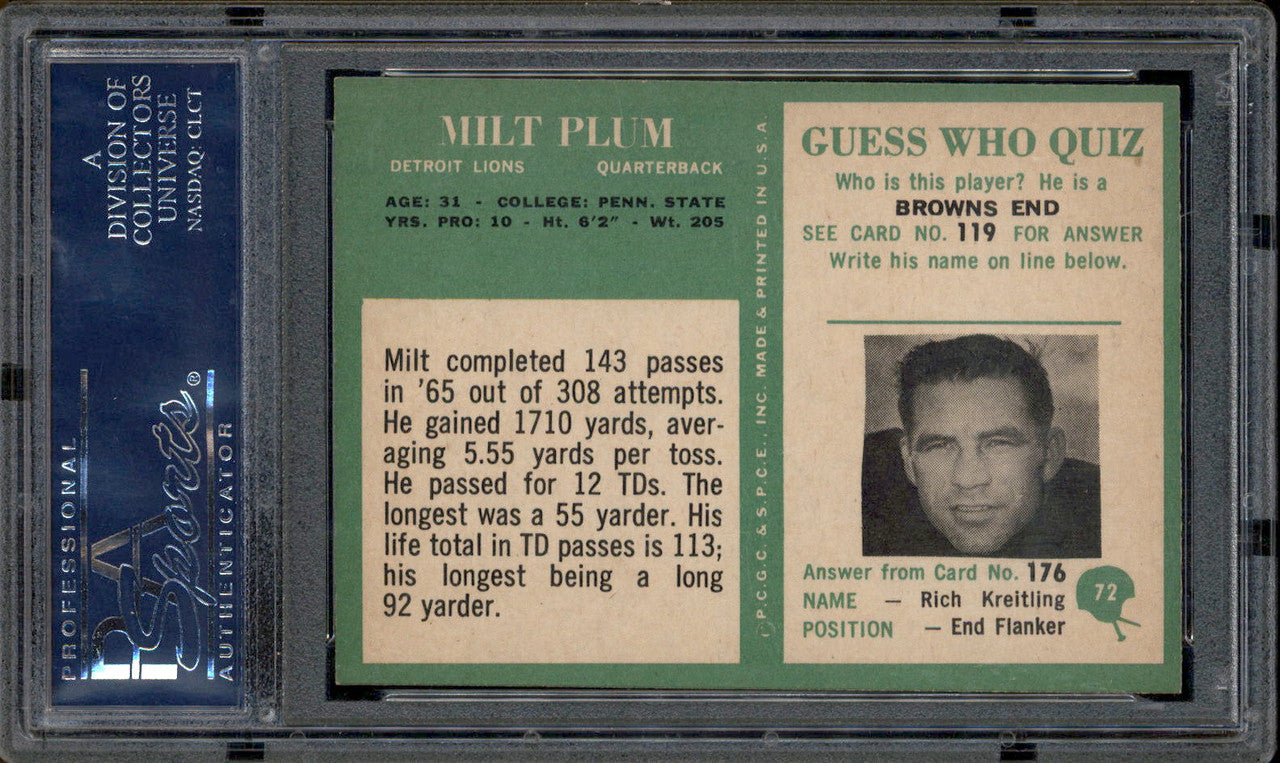 A
DIVISION OF
COLLECTORS
UNIVERSE
NASDAQ: CLCT
PROFESSIONAL
PSA
Sports®
AUTHENTICATOR
MILT PLUM
DETROIT LIONS QUARTERBACK
AGE: 31 - COLLEGE: PENN. STATE
YRS. PRO: 10 - Ht. 6'2" - Wt. 205
Milt completed 143 passes
in '65 out of 308 attempts.
He gained 1710 yards, aver-
aging 5.55 yards per toss.
He passed for 12 TDs. The
longest was a 55 yarder. His
life total in TD passes is 113;
his longest being a long
92 yarder.
©P.C.G.C. & S.P.C.E., INC. MADE & PRINTED IN U.S.A.
GUESS WHO QUIZ
Who is this player? He is a
BROWNS END
SEE CARD NO. 119 FOR ANSWER
Write his name on line below.
Answer from Card No. 176
NAME — Rich Kreitling
POSITION — End Flanker
72